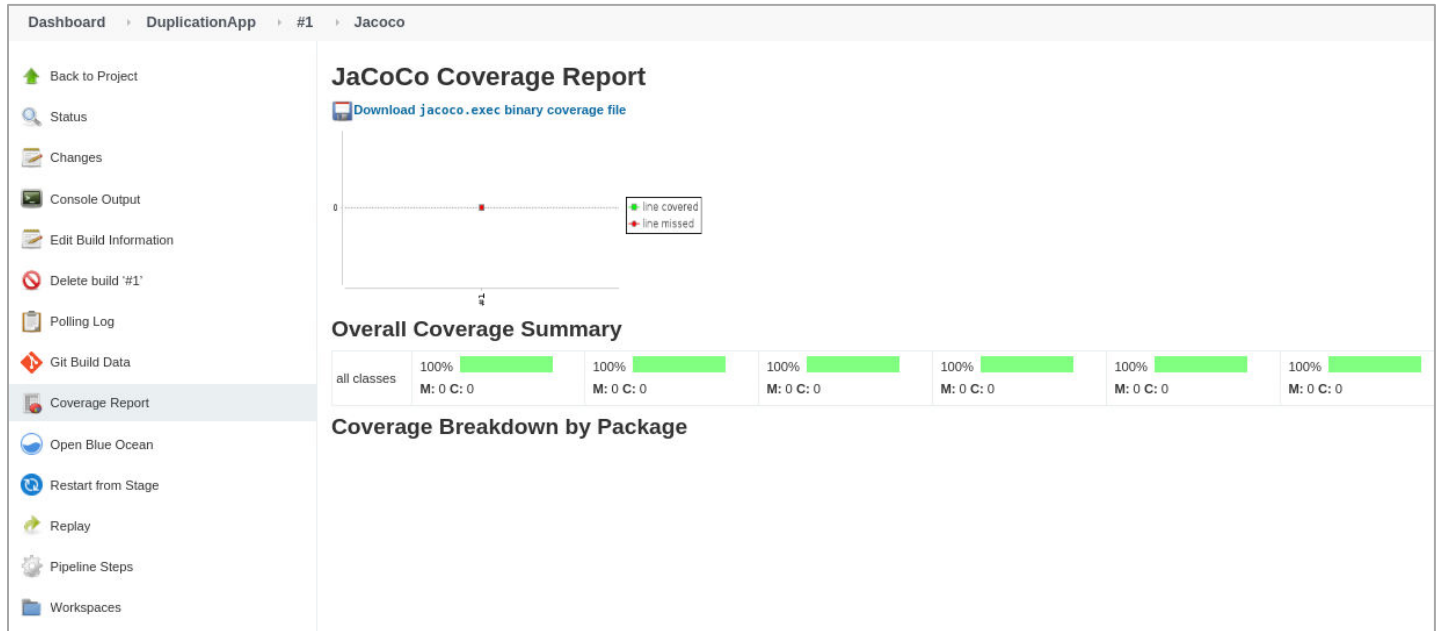 Dashboard DuplicationApp #1 Jacoco
Back to Project
Status
Changes
Console Output
Edit Build Information
Delete build '#1'
Polling Log
Git Build Data
Coverage Report
Open Blue Ocean
Restart from Stage
Replay
Pipeline Steps
Workspaces
JaCoCo Coverage Report
Download jacoco.exec binary coverage file
0
line covered
line missed
#1
Overall Coverage Summary
all classes
100% 100% 100% 100% 100% 100%
M: 0 C: 0 M: 0 C: 0 M: 0 C: 0 M: 0 C: 0 M: 0 C: 0 M: 0 C: 0
Coverage Breakdown by Package